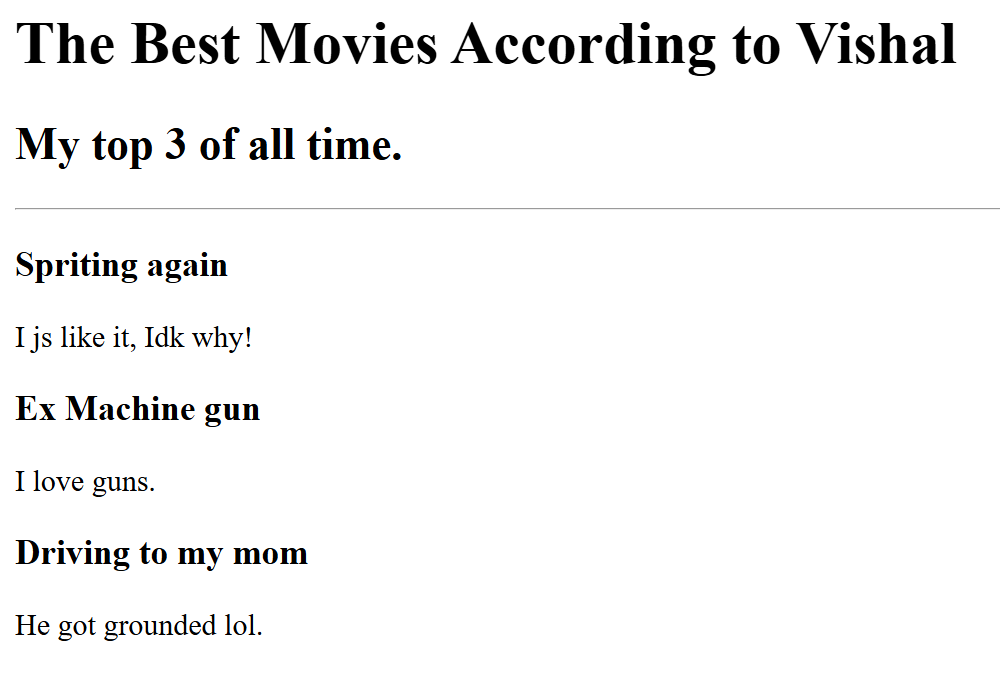 The Best Movies According to Vishal
My top 3 of all time.
Spriting again
I js like it, Idk why!
Ex Machine gun
I love guns.
Driving to my mom
He got grounded lol.